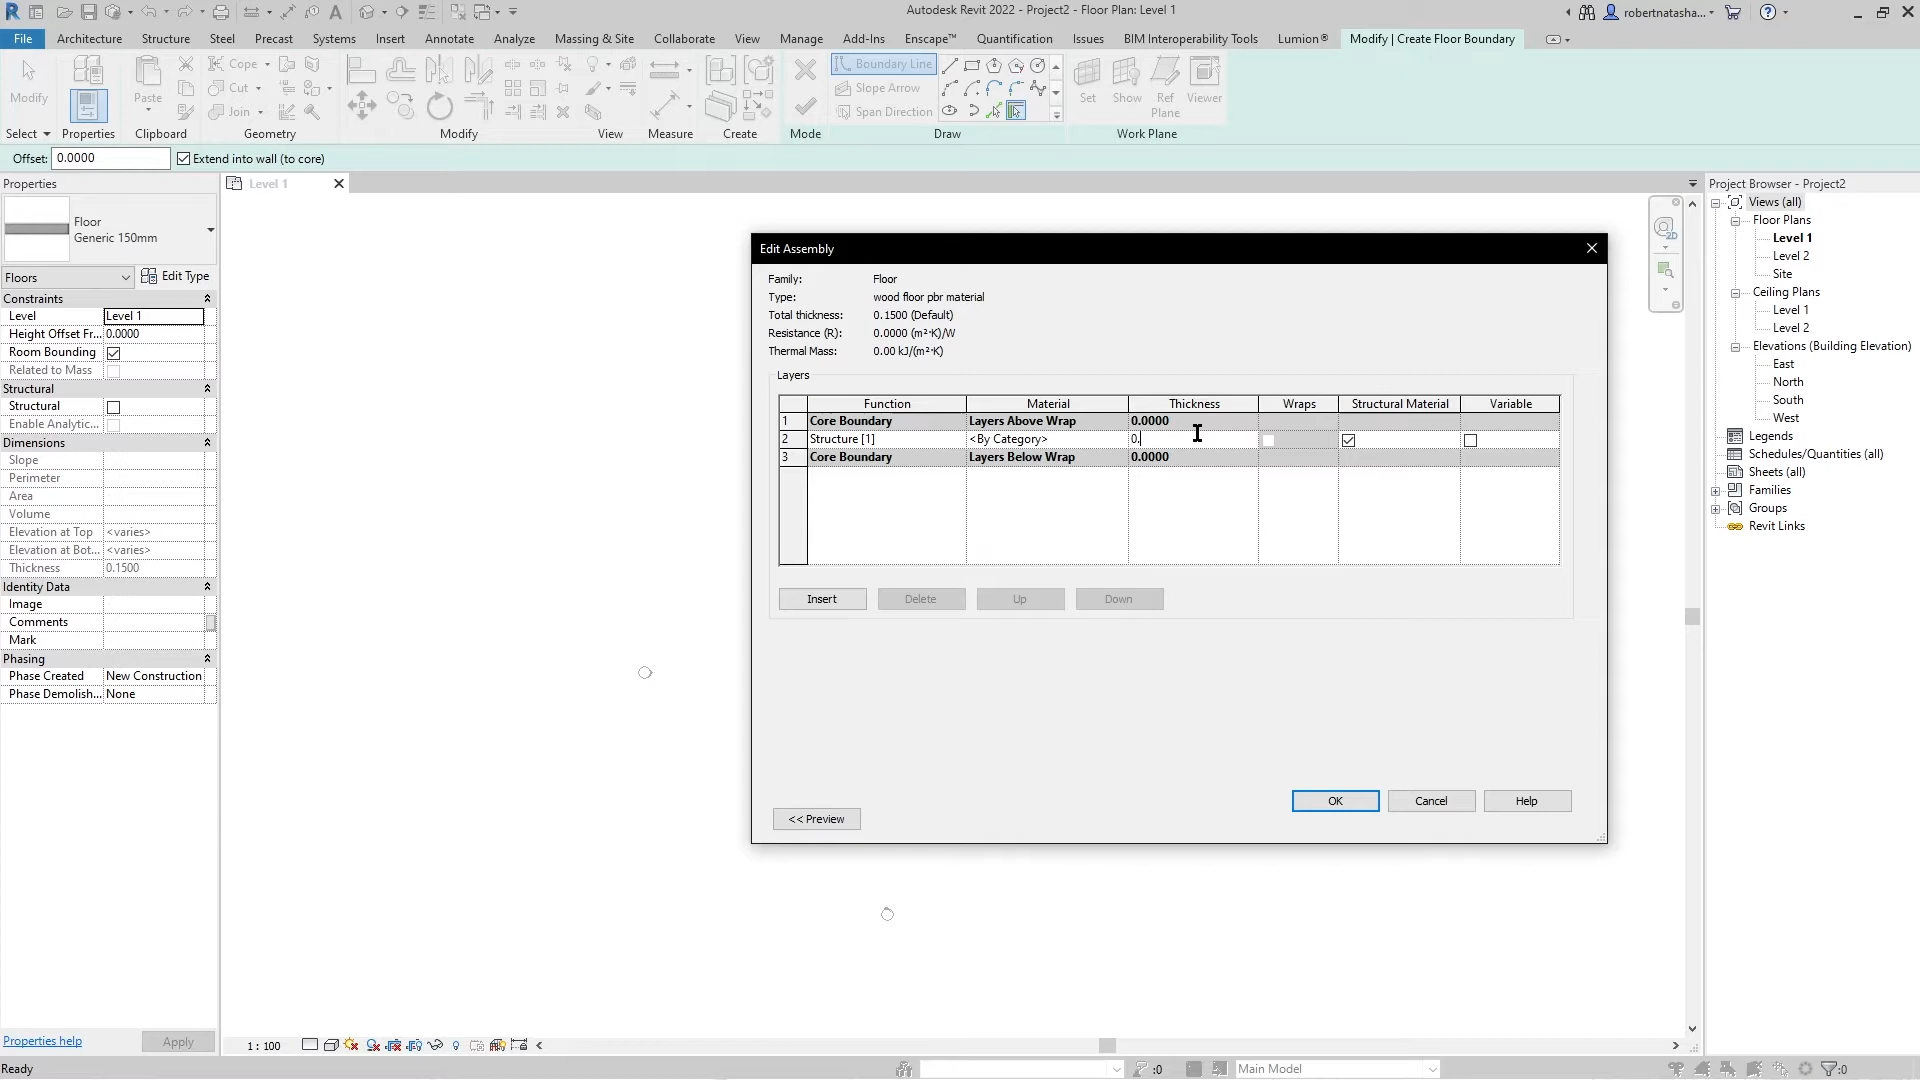 Autodesk Revit 2022 - Project2 - Floor Plan: Level 1
robertnatasha...
File Architecture Structure Steel Precast Systems Insert Annotate Analyze Massing & Site Collaborate View Manage Add-Ins Enscape™ Quantification Issues BIM Interoperability Tools Lumion® Modify | Create Floor Boundary
Modify
Paste
Cope
Cut
Join
Boundary Line
Slope Arrow
Span Direction
Set Show Ref Plane Viewer
Select Properties Clipboard Geometry Modify View Measure Create Mode Draw Work Plane
Offset: 0.0000 Extend into wall (to core)
Properties
Floor
Generic 150mm
Floors Edit Type
Constraints
Level Level 1
Height Offset Fr... 0.0000
Room Bounding
Related to Mass
Structural
Structural
Enable Analytic...
Dimensions
Slope
Perimeter
Area
Volume
Elevation at Top <varies>
Elevation at Bot... <varies>
Thickness 0.1500
Identity Data
Image
Comments
Mark
Phasing
Phase Created New Construction
Phase Demolish... None
Properties help Apply
Level 1
2D
Edit Assembly
Family: Floor
Type: wood floor pbr material
Total thickness: 0.1500 (Default)
Resistance (R): 0.0000 (m²·K)/W
Thermal Mass: 0.00 kJ/(m²·K)
Layers
Function Material Thickness Wraps Structural Material Variable
1 Core Boundary Layers Above Wrap 0.0000
2 Structure [1] <By Category> 0.
3 Core Boundary Layers Below Wrap 0.0000
Insert Delete Up Down
OK Cancel Help
<< Preview
Project Browser - Project2
Views (all)
Floor Plans
Level 1
Level 2
Site
Ceiling Plans
Level 1
Level 2
Elevations (Building Elevation)
East
North
South
West
Legends
Schedules/Quantities (all)
Sheets (all)
Families
Groups
Revit Links
1 : 100
Ready
:0
Main Model
:0